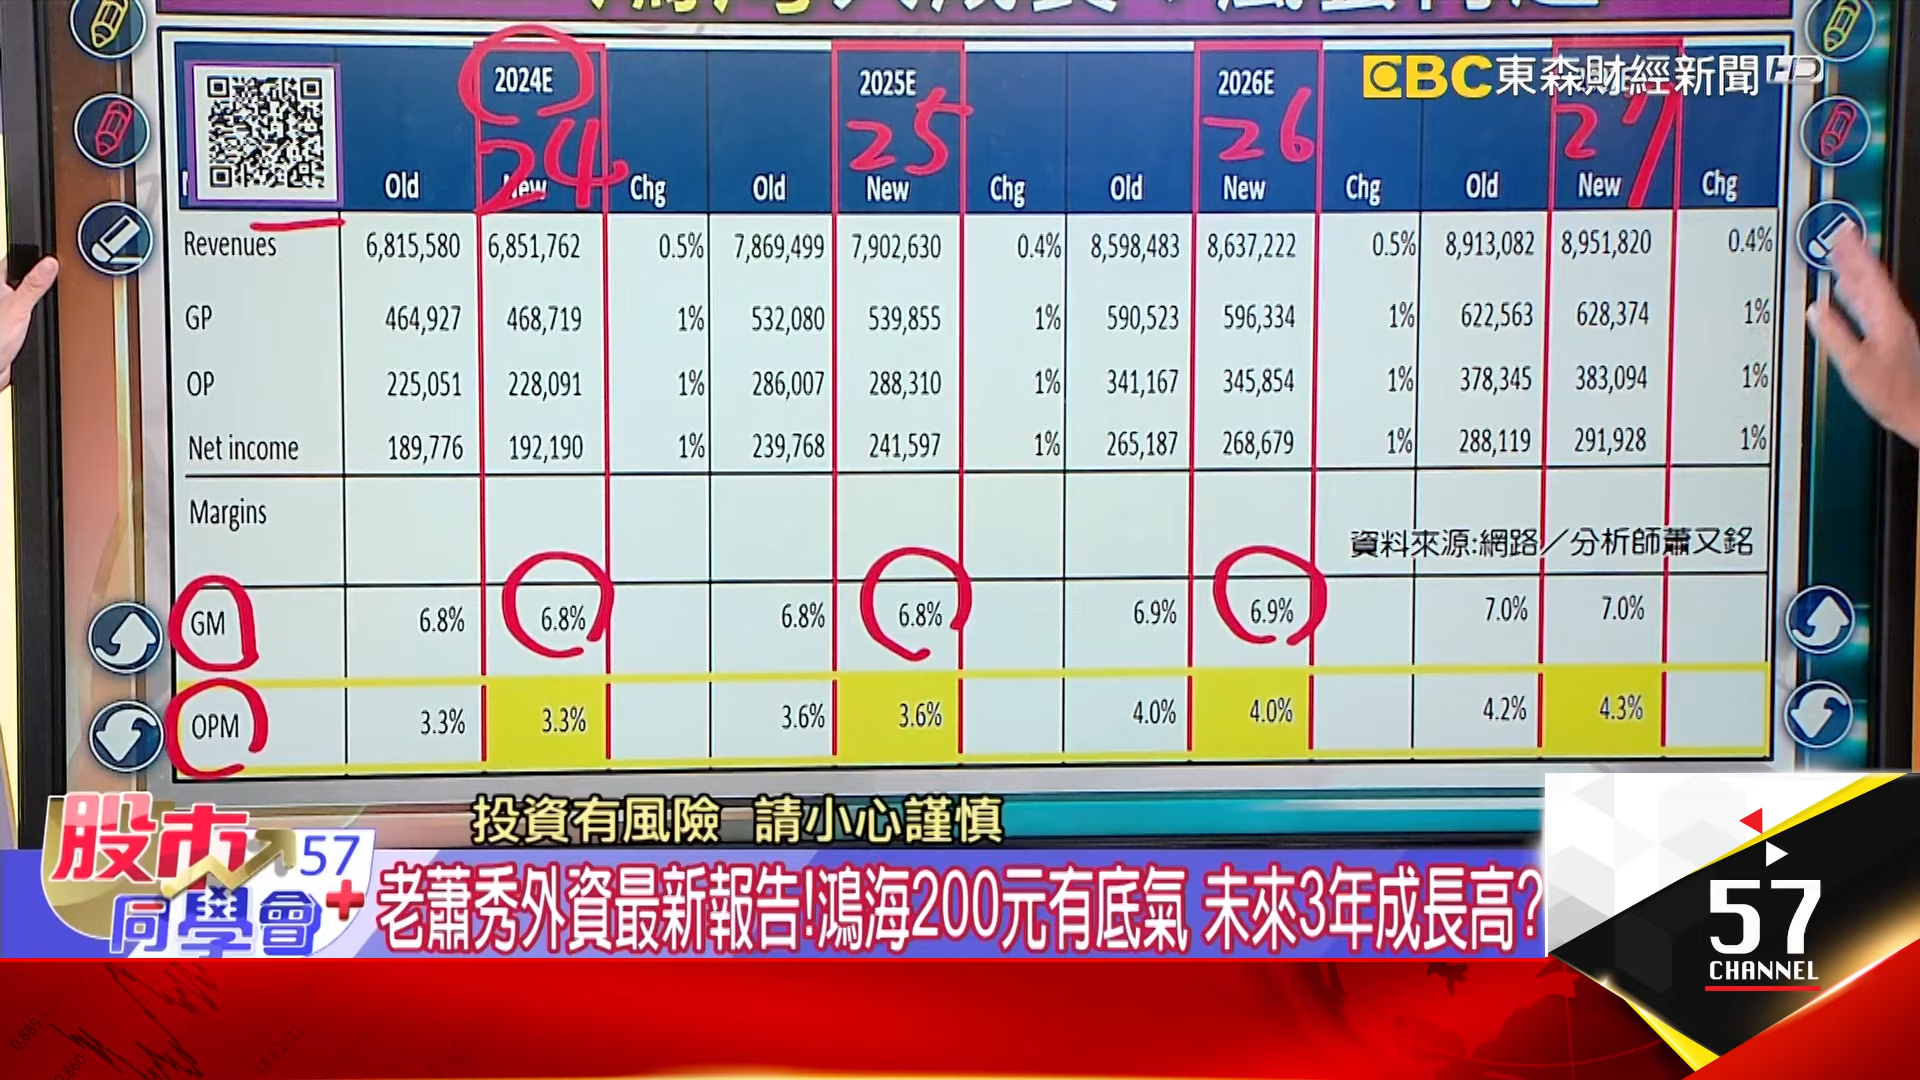 2024E 2025E 2026E
EBC東森財經新聞HD
24 25 26 27
Old New Chg Old New Chg Old New Chg Old New Chg
Revenues 6,815,580 6,851,762 0.5% 7,869,499 7,902,630 0.4% 8,598,483 8,637,222 0.5% 8,913,082 8,951,820 0.4%
GP 464,927 468,719 1% 532,080 539,855 1% 590,523 596,334 1% 622,563 628,374 1%
OP 225,051 228,091 1% 286,007 288,310 1% 341,167 345,854 1% 378,345 383,094 1%
Net income 189,776 192,190 1% 239,768 241,597 1% 265,187 268,679 1% 288,119 291,928 1%
Margins
資料來源:網路／分析師蕭又銘
GM 6.8% 6.8% 6.8% 6.8% 6.9% 6.9% 7.0% 7.0%
OPM 3.3% 3.3% 3.6% 3.6% 4.0% 4.0% 4.2% 4.3%
投資有風險 請小心謹慎
股市 57
同學會+
老蕭秀外資最新報告!鴻海200元有底氣 未來3年成長高?
57
CHANNEL
0.885
0.860